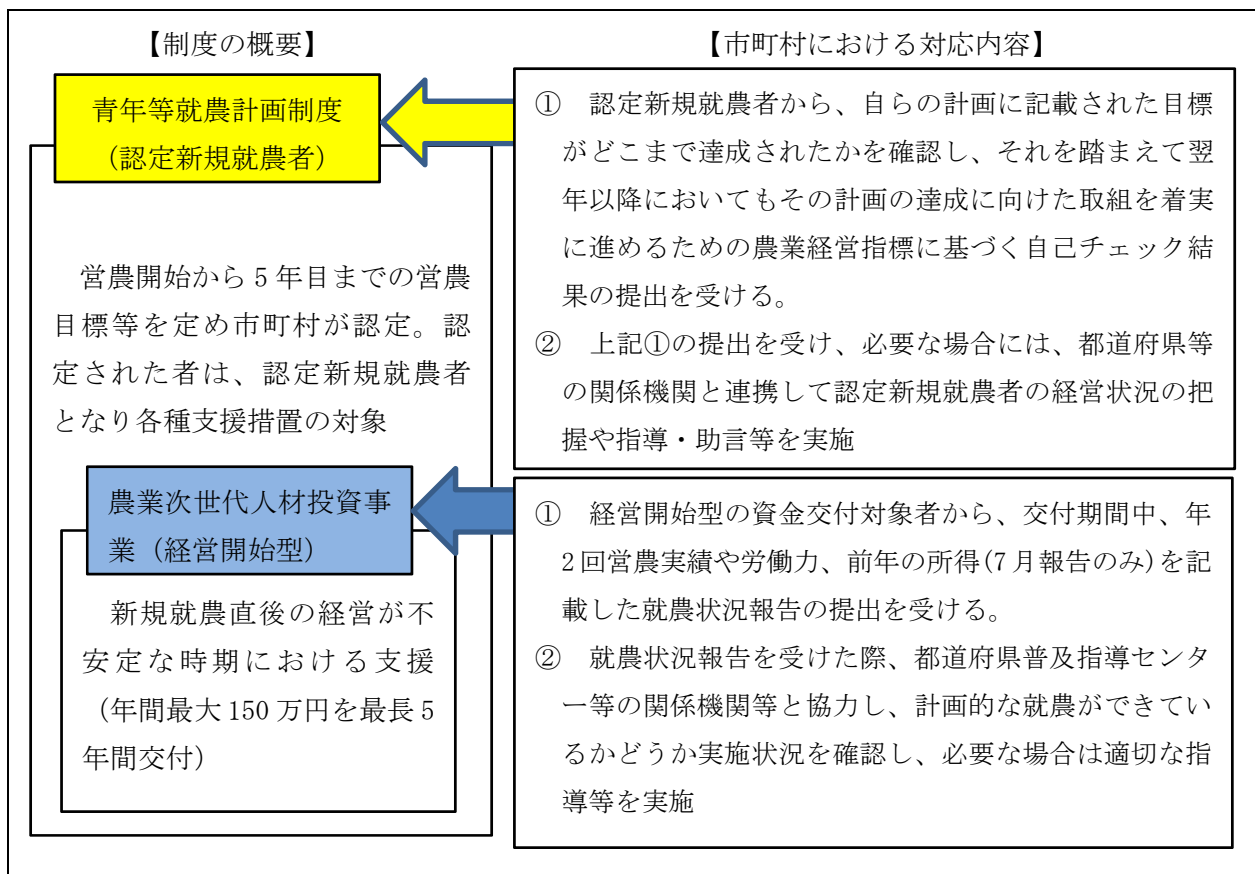 【制度の概要】
青年等就農計画制度
（認定新規就農者）
営農開始から 5 年目までの営農
目標等を定め市町村が認定。認
定された者は、認定新規就農者
となり各種支援措置の対象
農業次世代人材投資事
業（経営開始型）
新規就農直後の経営が不
安定な時期における支援
（年間最大 150 万円を最長 5
年間交付）
【市町村における対応内容】
① 認定新規就農者から、自らの計画に記載された目標
がどこまで達成されたかを確認し、それを踏まえて翌
年以降においてもその計画の達成に向けた取組を着実
に進めるための農業経営指標に基づく自己チェック結
果の提出を受ける。
② 上記①の提出を受け、必要な場合には、都道府県等
の関係機関と連携して認定新規就農者の経営状況の把
握や指導・助言等を実施
① 経営開始型の資金交付対象者から、交付期間中、年
2 回営農実績や労働力、前年の所得(7 月報告のみ)を記
載した就農状況報告の提出を受ける。
② 就農状況報告を受けた際、都道府県普及指導センタ
ー等の関係機関等と協力し、計画的な就農ができてい
るかどうか実施状況を確認し、必要な場合は適切な指
導等を実施